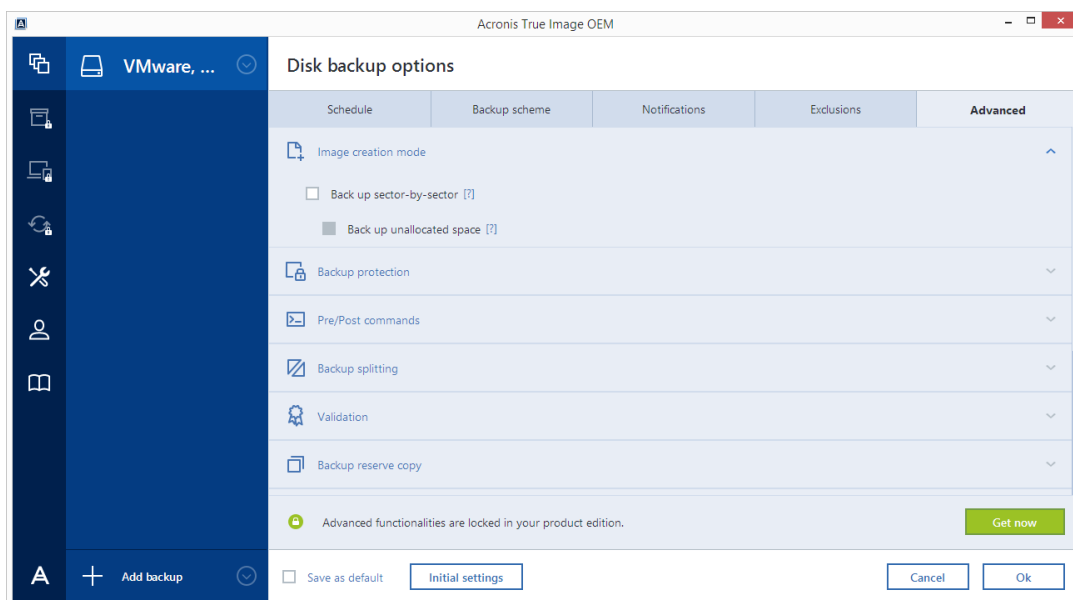 Acronis True Image OEM
VMware, ...
Disk backup options
Schedule
Backup scheme
Notifications
Exclusions
Advanced
Image creation mode
Back up sector-by-sector [?]
Back up unallocated space [?]
Backup protection
Pre/Post commands
Backup splitting
Validation
Backup reserve copy
Advanced functionalities are locked in your product edition.
Get now
Add backup
Save as default
Initial settings
Cancel
Ok